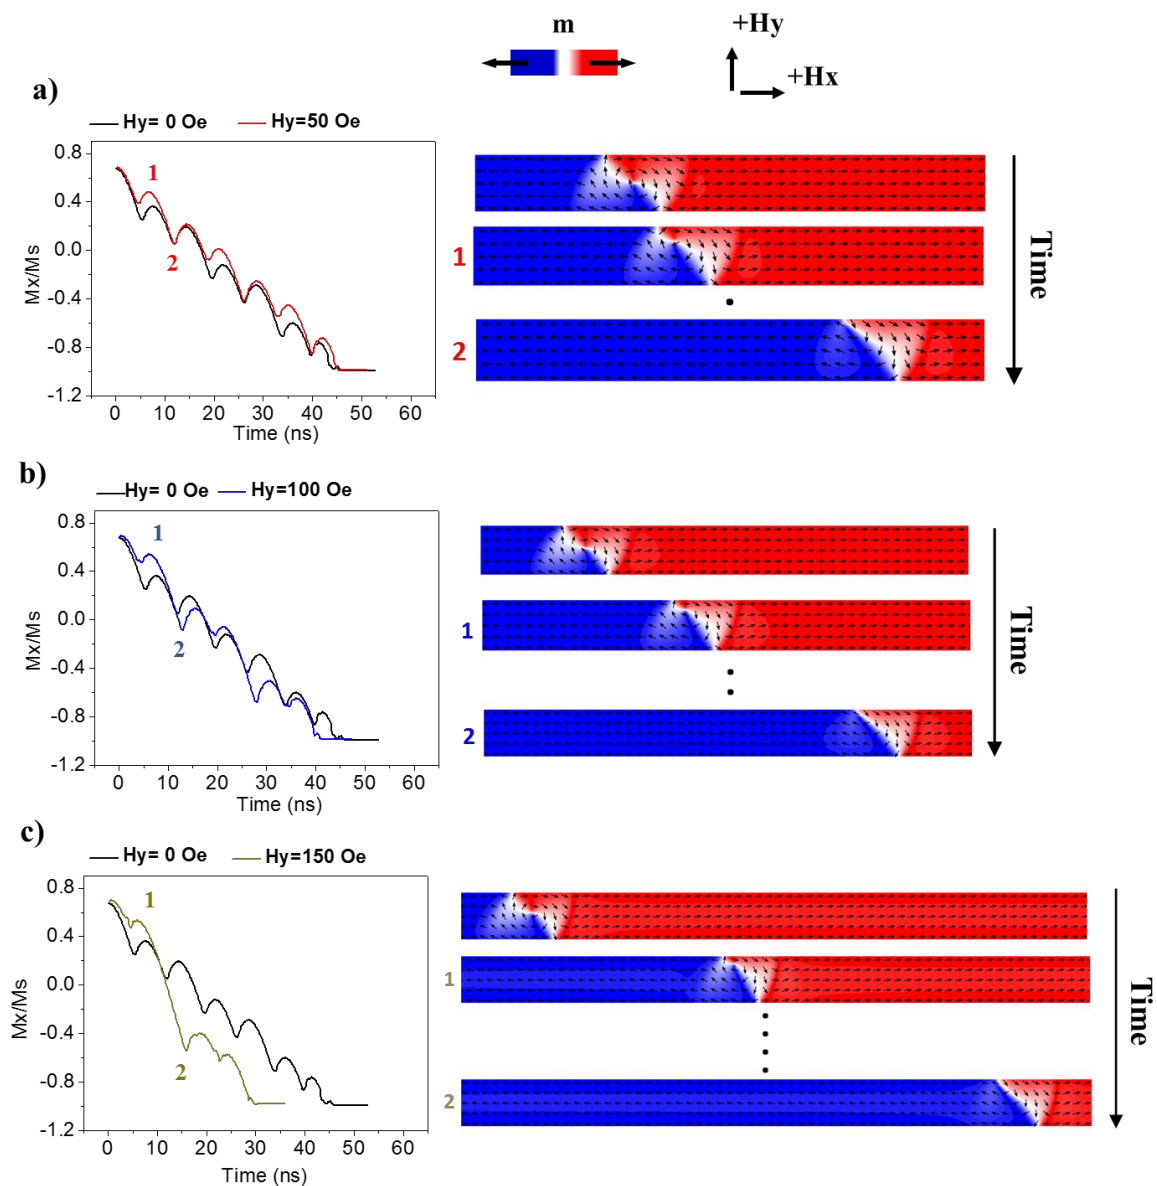 m
+Hy
+Hx
a)
Hy= 0 Oe Hy=50 Oe
0.8
0.4
0.0
-0.4
-0.8
-1.2
Mx/Ms
1
2
0 10 20 30 40 50 60
Time (ns)
1
2
Time
b)
Hy= 0 Oe Hy=100 Oe
0.8
0.4
0.0
-0.4
-0.8
-1.2
Mx/Ms
1
2
0 10 20 30 40 50 60
Time (ns)
1
2
Time
c)
Hy= 0 Oe Hy=150 Oe
0.8
0.4
0.0
-0.4
-0.8
-1.2
Mx/Ms
1
2
0 10 20 30 40 50 60
Time (ns)
1
2
Time